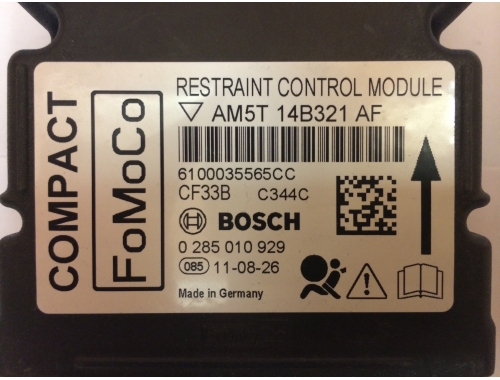 COMPACT
FoMoCo
RESTRAINT CONTROL MODULE
AM5T 14B321 AF
6100035565CC
CF33B C344C
BOSCH
0 285 010 929
085 11-08-26
Made in Germany